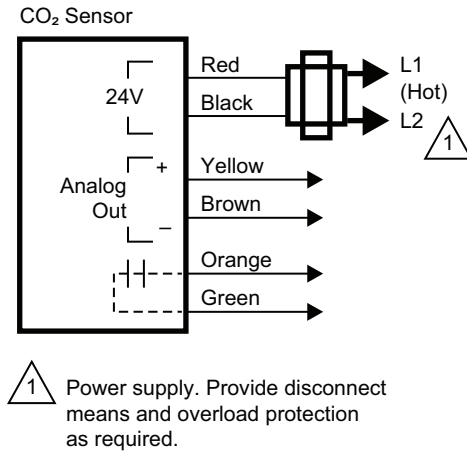 CO₂ Sensor
Red
L1
(Hot)
24V
Black
L2
1
+
Yellow
Analog
Out
Brown
–
Orange
Green
1
Power supply. Provide disconnect
means and overload protection
as required.